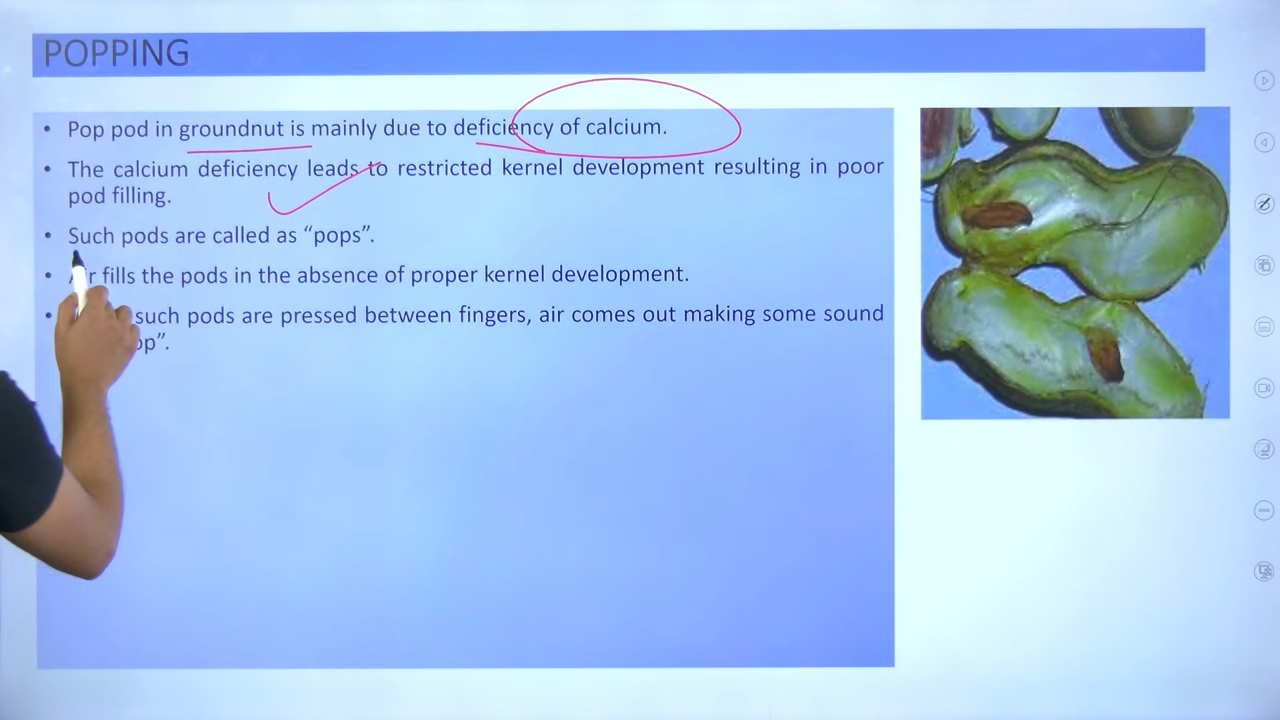 POPPING
• Pop pod in groundnut is mainly due to deficiency of calcium.
• The calcium deficiency leads to restricted kernel development resulting in poor
pod filling.
• Such pods are called as “pops”.
• Air fills the pods in the absence of proper kernel development.
• such pods are pressed between fingers, air comes out making some sound